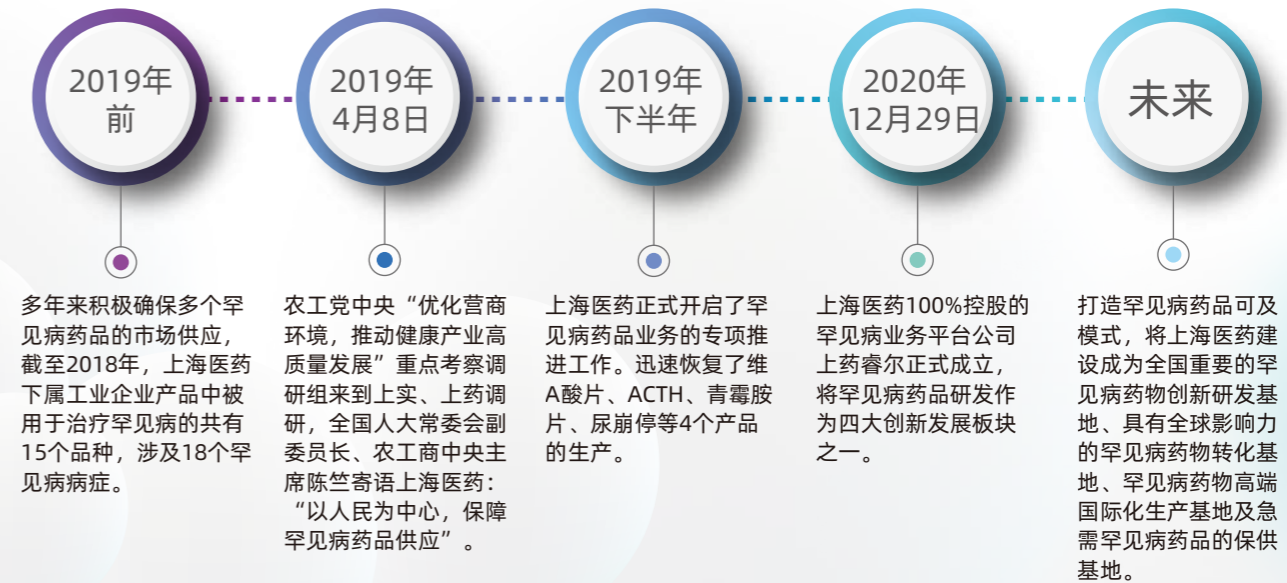 2019年
前
多年来积极确保多个罕
见病药品的市场供应，
截至2018年，上海医药
下属工业企业产品中被
用于治疗罕见病的共有
15个品种，涉及18个罕
见病病症。
2019年
4月8日
农工党中央“优化营商
环境，推动健康产业高
质量发展”重点考察调
研组来到上实、上药调
研，全国人大常委会副
委员长、农工商中央主
席陈竺寄语上海医药：
“以人民为中心，保障
罕见病药品供应”。
2019年
下半年
上海医药正式开启了罕
见病药品业务的专项推
进工作。迅速恢复了维
A酸片、ACTH、青霉胺
片、尿崩停等4个产品
的生产。
2020年
12月29日
上海医药100%控股的
罕见病业务平台公司
上药睿尔正式成立，
将罕见病药品研发作
为四大创新发展板块
之一。
未来
打造罕见病药品可及
模式，将上海医药建
设成为全国重要的罕
见病药物创新研发基
地、具有全球影响力
的罕见病药物转化基
地、罕见病药物高端
国际化生产基地及急
需罕见病药品的保供
基地。